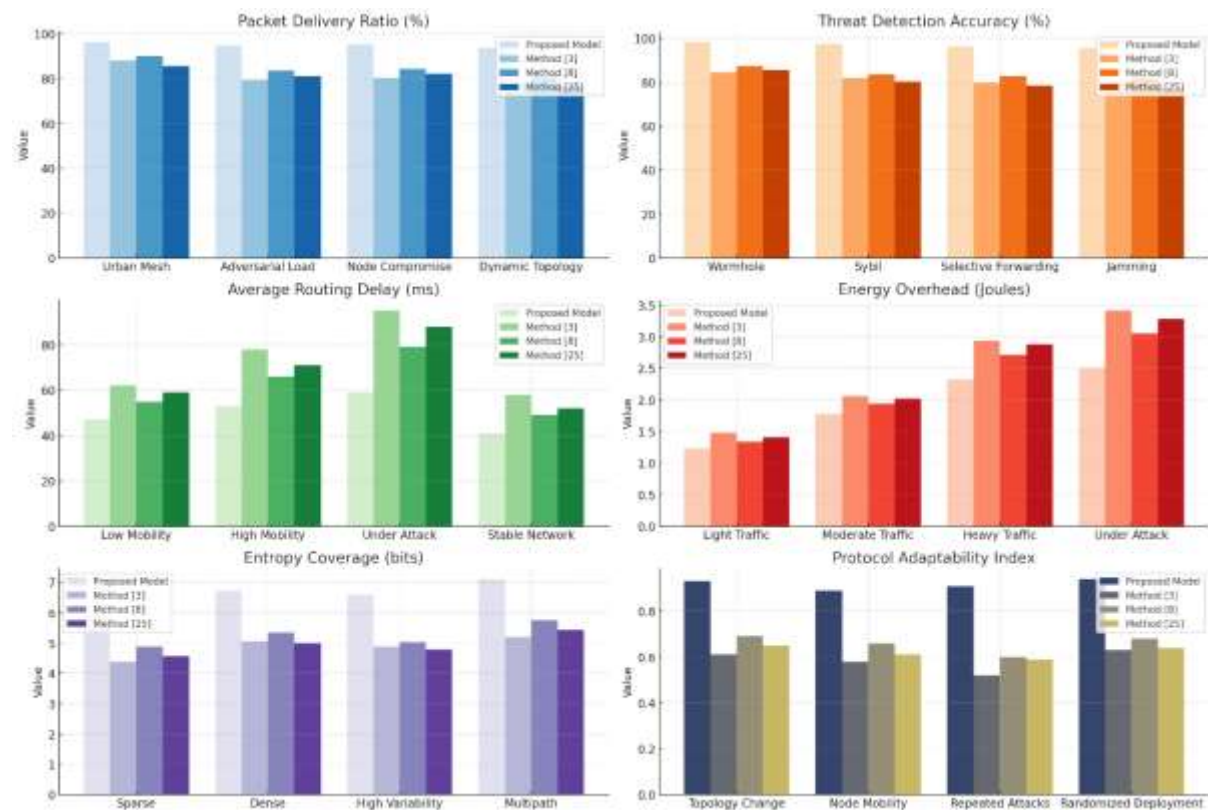 Packet Delivery Ratio (%)
100
80
60
40
20
0
Value
Proposed Model
Method [3]
Method [8]
Method [25]
Urban Mesh
Adversarial Load
Node Compromise
Dynamic Topology
Threat Detection Accuracy (%)
100
80
60
40
20
0
Value
Proposed Model
Method [3]
Method [8]
Method [25]
Wormhole
Sybil
Selective Forwarding
Jamming
Average Routing Delay (ms)
80
60
40
20
0
Value
Proposed Model
Method [3]
Method [8]
Method [25]
Low Mobility
High Mobility
Under Attack
Stable Network
Energy Overhead (Joules)
3.5
3.0
2.5
2.0
1.5
1.0
0.5
0.0
Value
Proposed Model
Method [3]
Method [8]
Method [25]
Light Traffic
Moderate Traffic
Heavy Traffic
Under Attack
Entropy Coverage (bits)
7
6
5
4
3
2
1
0
Value
Proposed Model
Method [3]
Method [8]
Method [25]
Sparse
Dense
High Variability
Multipath
Protocol Adaptability Index
0.8
0.6
0.4
0.2
0.0
Value
Proposed Model
Method [3]
Method [8]
Method [25]
Topology Change
Node Mobility
Repeated Attacks
Randomized Deployment